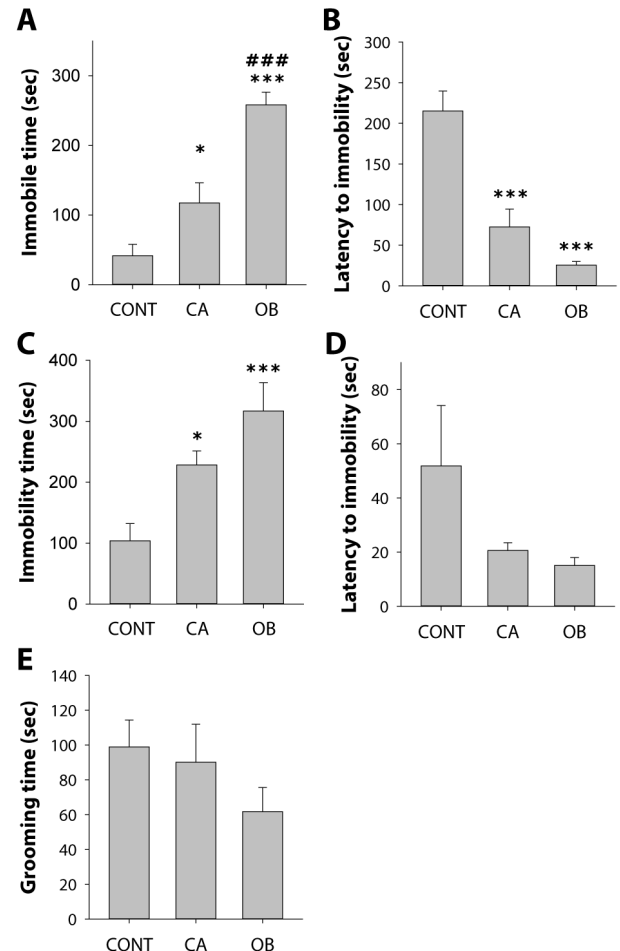 A
Immobile time (sec)
300
200
100
0
*
###
***
CONT CA OB
B
Latency to immobility (sec)
300
250
200
150
100
50
0
***
***
CONT CA OB
C
Immobility time (sec)
400
300
200
100
0
*
***
CONT CA OB
D
Latency to immobility (sec)
80
60
40
20
0
CONT CA OB
E
Grooming time (sec)
140
120
100
80
60
40
20
0
CONT CA OB